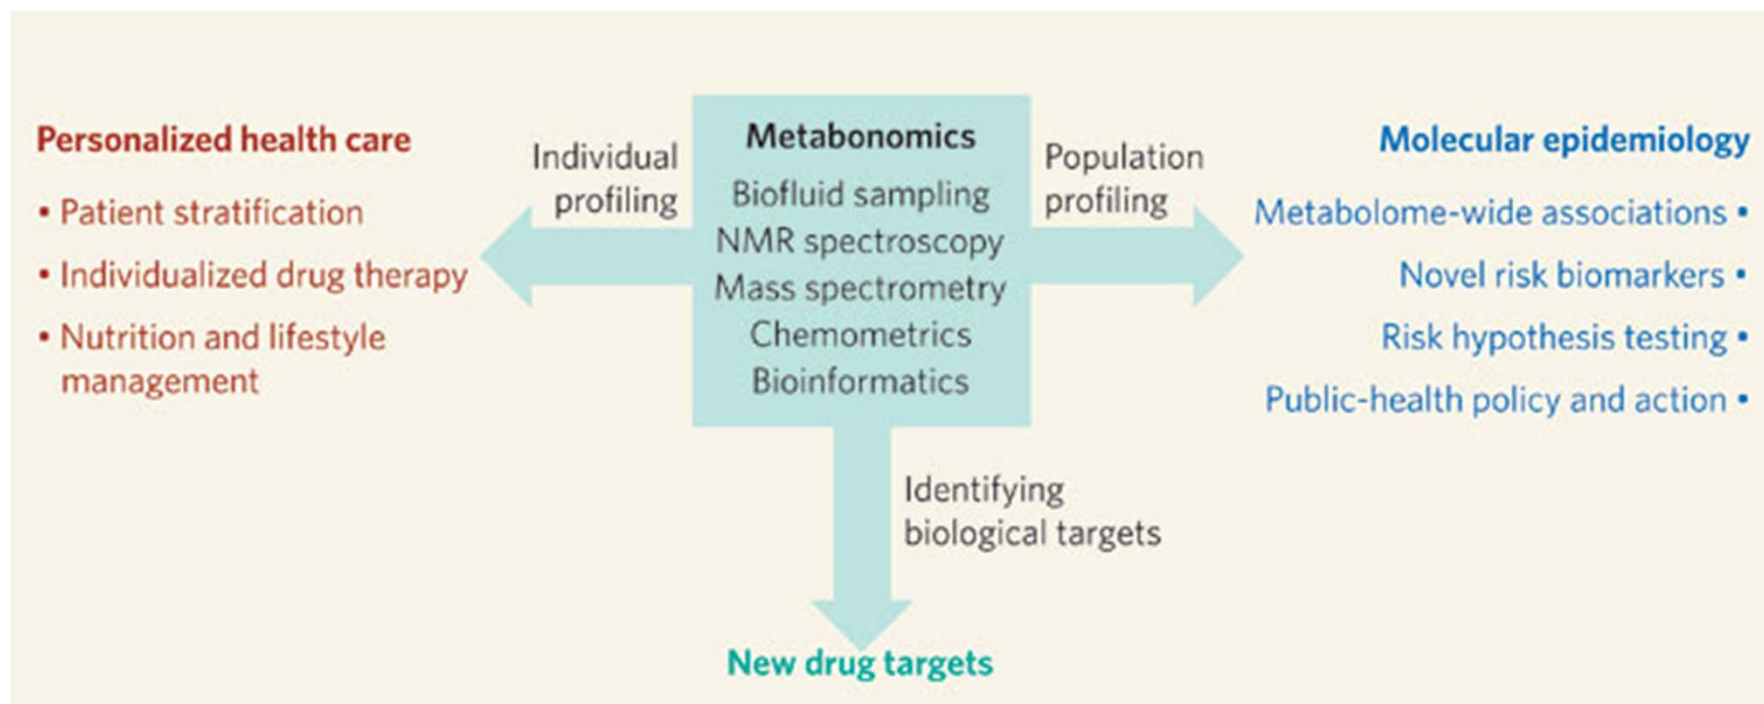 Personalized health care
• Patient stratification
• Individualized drug therapy
• Nutrition and lifestyle
management
Individual
profiling
Metabonomics
Biofluid sampling
NMR spectroscopy
Mass spectrometry
Chemometrics
Bioinformatics
Population
profiling
Molecular epidemiology
Metabolome-wide associations •
Novel risk biomarkers •
Risk hypothesis testing •
Public-health policy and action •
Identifying
biological targets
New drug targets